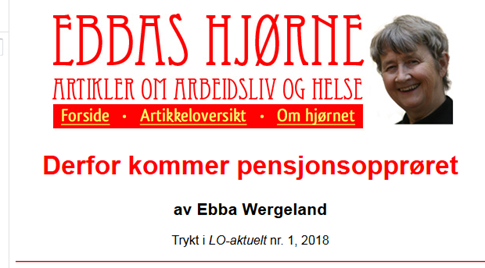 EBBAS HJØRNE
ARTIKLER OM ARBEIDSLIV OG HELSE
Forside • Artikkeloversikt • Om hjørnet
Derfor kommer pensjonsopprøret
av Ebba Wergeland
Trykt i LO-aktuelt nr. 1, 2018